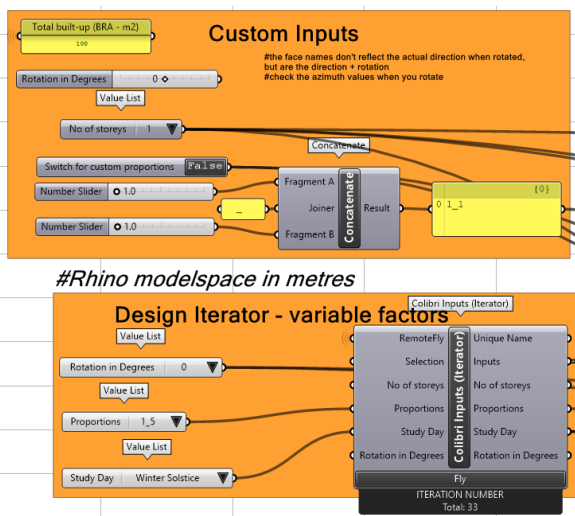 Total built-up (BRA - m2)
100
Custom Inputs
#the face names don't reflect the actual direction when rotated,
but are the direction + rotation
#check the azimuth values when you rotate
Rotation in Degrees 0
Value List
No of storeys 1
Concatenate
Switch for custom proportions False
Number Slider 1.0
Number Slider 1.0
_
Fragment A
Joiner
Fragment B
Concatenate
Result
{0}
0 1_1
#Rhino modelspace in metres
Design Iterator - variable factors
Colibri Inputs (Iterator)
Value List
Rotation in Degrees 0
Value List
Proportions 1_5
Value List
Study Day Winter Solstice
RemoteFly
Selection
No of storeys
Proportions
Study Day
Rotation in Degrees
Colibri Inputs (Iterator)
Unique Name
Inputs
No of storeys
Proportions
Study Day
Rotation in Degrees
Fly
ITERATION NUMBER
Total: 33